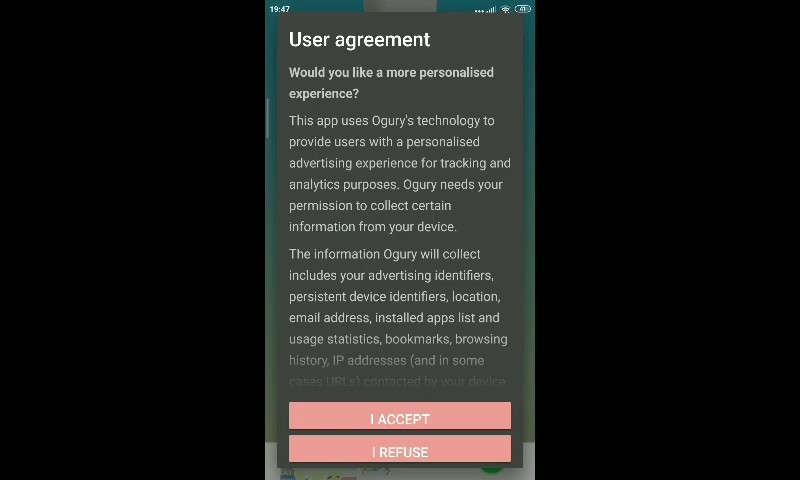 19:47
41
User agreement
Would you like a more personalised
experience?
This app uses Ogury's technology to
provide users with a personalised
advertising experience for tracking and
analytics purposes. Ogury needs your
permission to collect certain
information from your device.
The information Ogury will collect
includes your advertising identifiers,
persistent device identifiers, location,
email address, installed apps list and
usage statistics, bookmarks, browsing
history, IP addresses (and in some
cases URLs) contacted by your device
I ACCEPT
I REFUSE